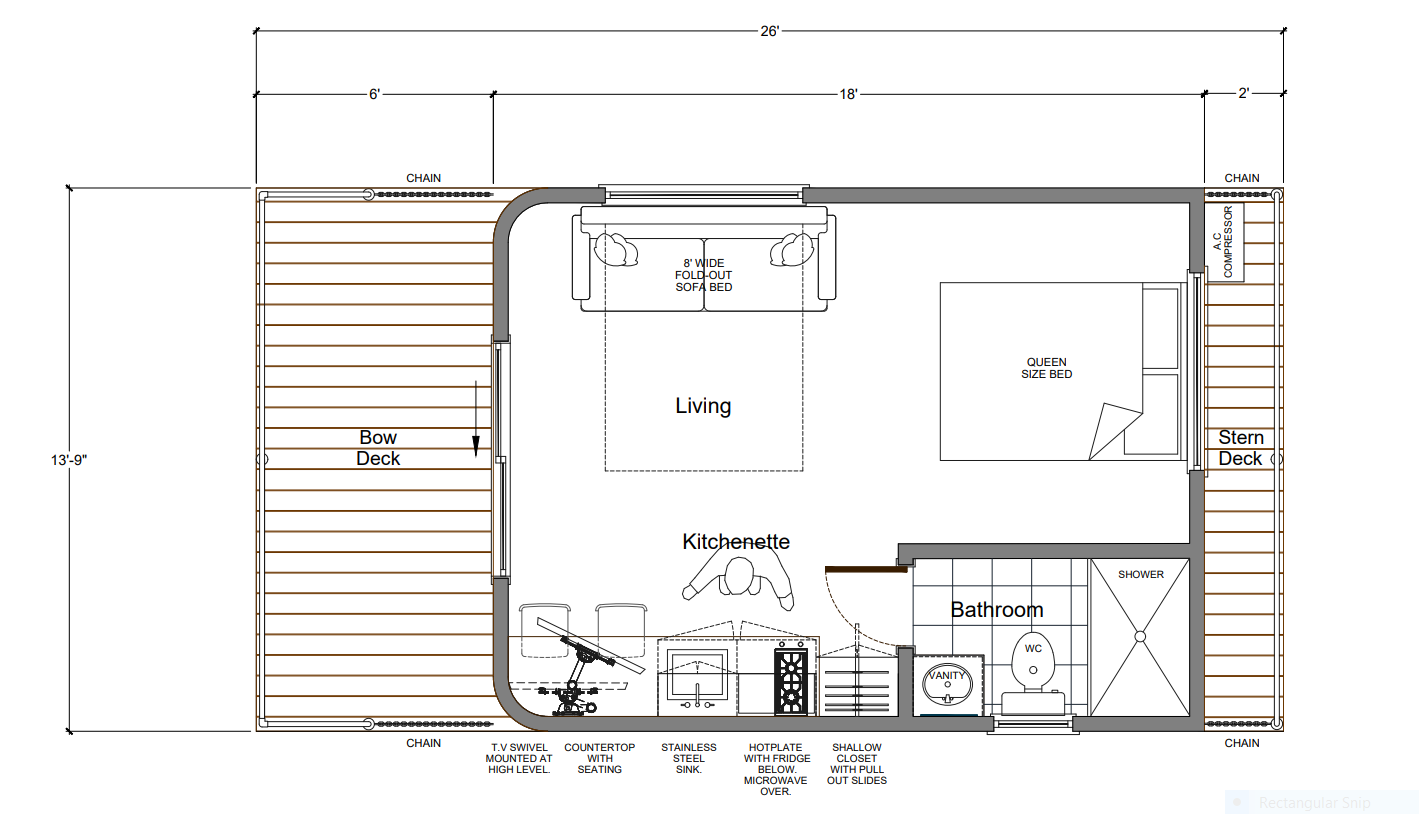 26'
6'
18'
2'
CHAIN
CHAIN
A.C
COMPRESSOR
8' WIDE
FOLD-OUT
SOFA BED
QUEEN
SIZE BED
Living
Bow
Deck
Stern
Deck
13'-9"
Kitchenette
SHOWER
Bathroom
WC
VANITY
CHAIN
CHAIN
T.V SWIVEL
MOUNTED AT
HIGH LEVEL.
COUNTERTOP
WITH
SEATING
STAINLESS
STEEL
SINK.
HOTPLATE
WITH FRIDGE
BELOW.
MICROWAVE
OVER.
SHALLOW
CLOSET
WITH PULL
OUT SLIDES
Rectangular Snip